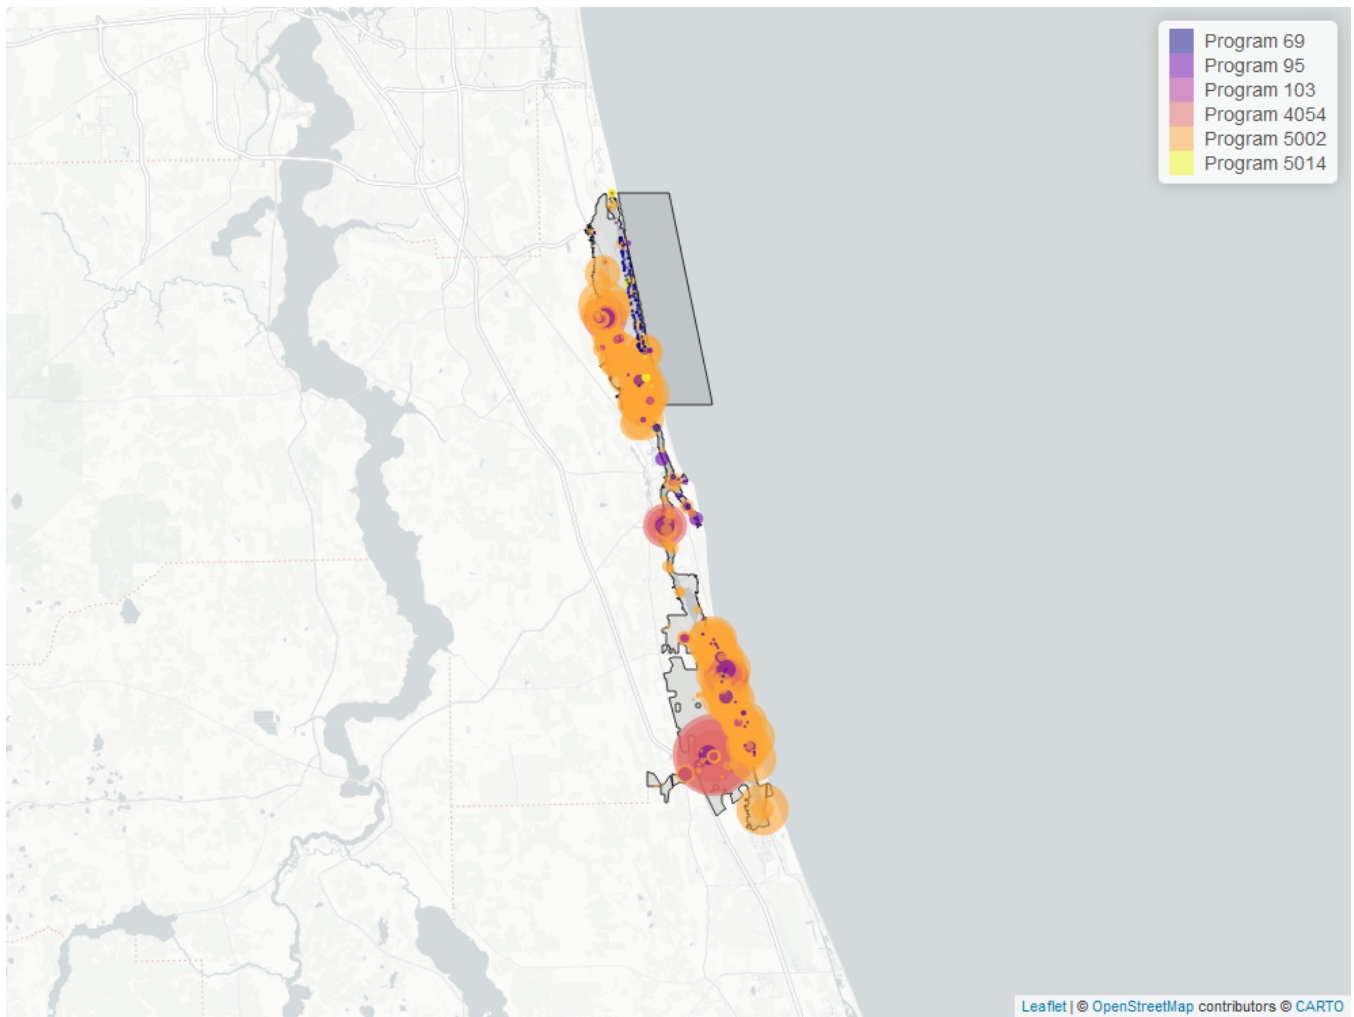 Program 69
Program 95
Program 103
Program 4054
Program 5002
Program 5014
Leaflet | © OpenStreetMap contributors © CARTO